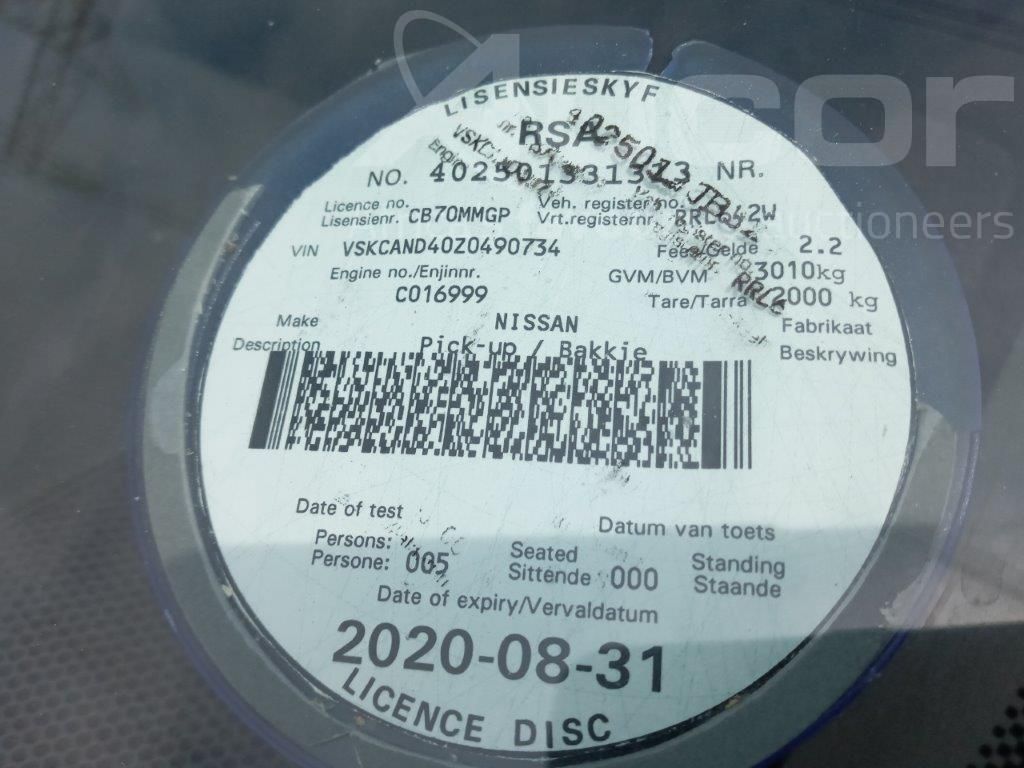 LISENSIESKYF
RSA
NO. NR.
Licence no. Veh. register no.
Lisensienr. CB70MMGP Vrt.registernr.
VIN VSKCAND40Z0490734 Fees/Gelde 2.2
Engine no./Enjinnr. GVM/BVM 3010kg
C016999 Tare/Tarra 2000 kg
Make NISSAN Fabrikaat
Description Pick-up / Bakkie Beskrywing
Date of test Datum van toets
Persons: Seated Standing
Persone: 005 Sittende 000 Staande
Date of expiry/Vervaldatum
2020-08-31
LICENCE DISC